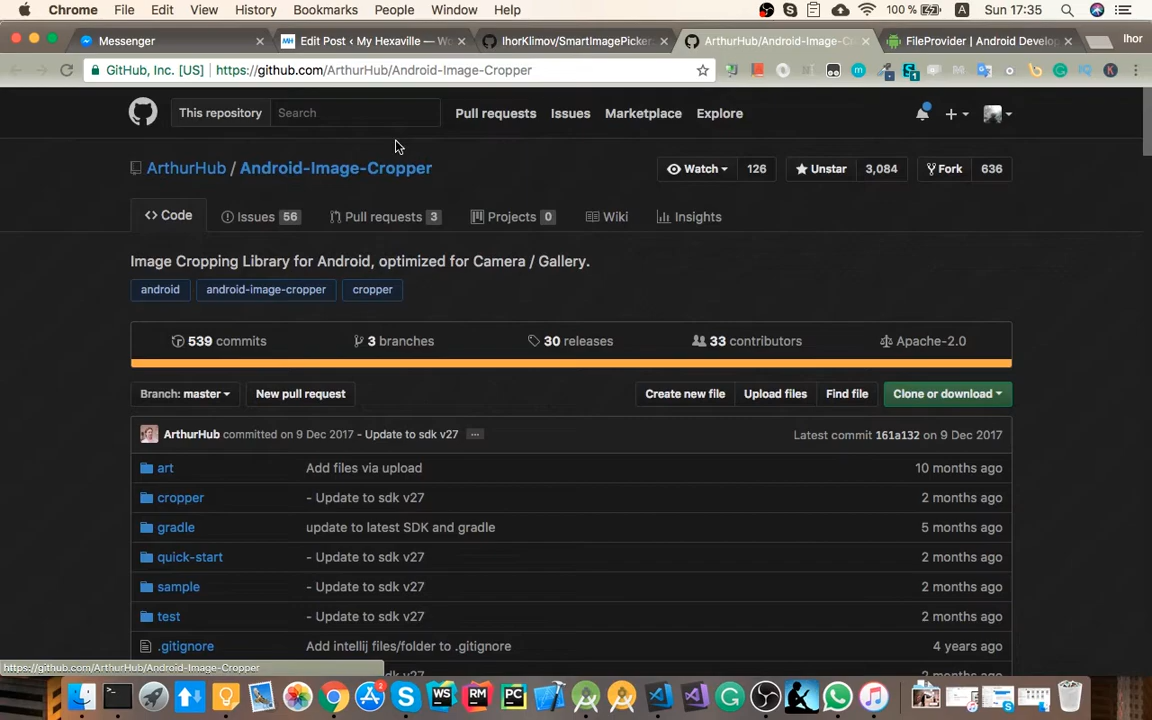 Chrome File Edit View History Bookmarks People Window Help 100 % A Sun 17:35
Messenger
Edit Post ‹ My Hexaville — Wo
IhorKlimov/SmartImagePicker
ArthurHub/Android-Image-C
FileProvider | Android Develo
Ihor
GitHub, Inc. [US] https://github.com/ArthurHub/Android-Image-Cropper
This repository Search Pull requests Issues Marketplace Explore
ArthurHub / Android-Image-Cropper
Watch 126 Unstar 3,084 Fork 636
Code Issues 56 Pull requests 3 Projects 0 Wiki Insights
Image Cropping Library for Android, optimized for Camera / Gallery.
android android-image-cropper cropper
539 commits 3 branches 30 releases 33 contributors Apache-2.0
Branch: master New pull request Create new file Upload files Find file Clone or download
ArthurHub committed on 9 Dec 2017 - Update to sdk v27 Latest commit 161a132 on 9 Dec 2017
art Add files via upload 10 months ago
cropper - Update to sdk v27 2 months ago
gradle update to latest SDK and gradle 5 months ago
quick-start - Update to sdk v27 2 months ago
sample - Update to sdk v27 2 months ago
test - Update to sdk v27 2 months ago
.gitignore Add intellij files/folder to .gitignore 4 years ago
https://github.com/ArthurHub/Android-Image-Cropper
WS RM PC